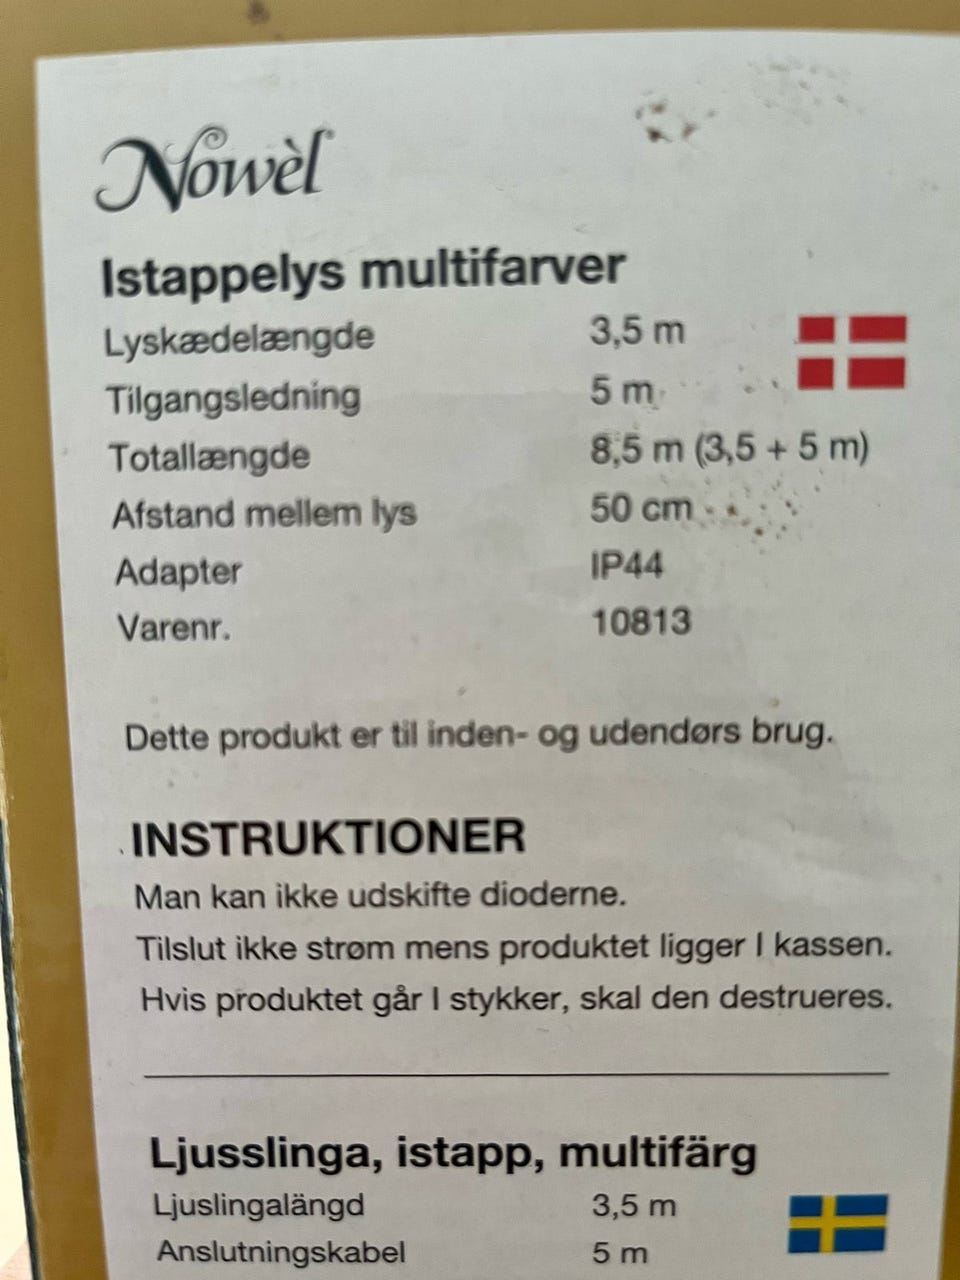 Nowèl
Istappelys multifarver
Lyskædelængde 3,5 m
Tilgangsledning 5 m
Totallængde 8,5 m (3,5 + 5 m)
Afstand mellem lys 50 cm
Adapter IP44
Varenr. 10813
Dette produkt er til inden- og udendørs brug.
INSTRUKTIONER
Man kan ikke udskifte dioderne.
Tilslut ikke strøm mens produktet ligger I kassen.
Hvis produktet går I stykker, skal den destrueres.
Ljusslinga, istapp, multifärg
Ljuslingalängd 3,5 m
Anslutningskabel 5 m